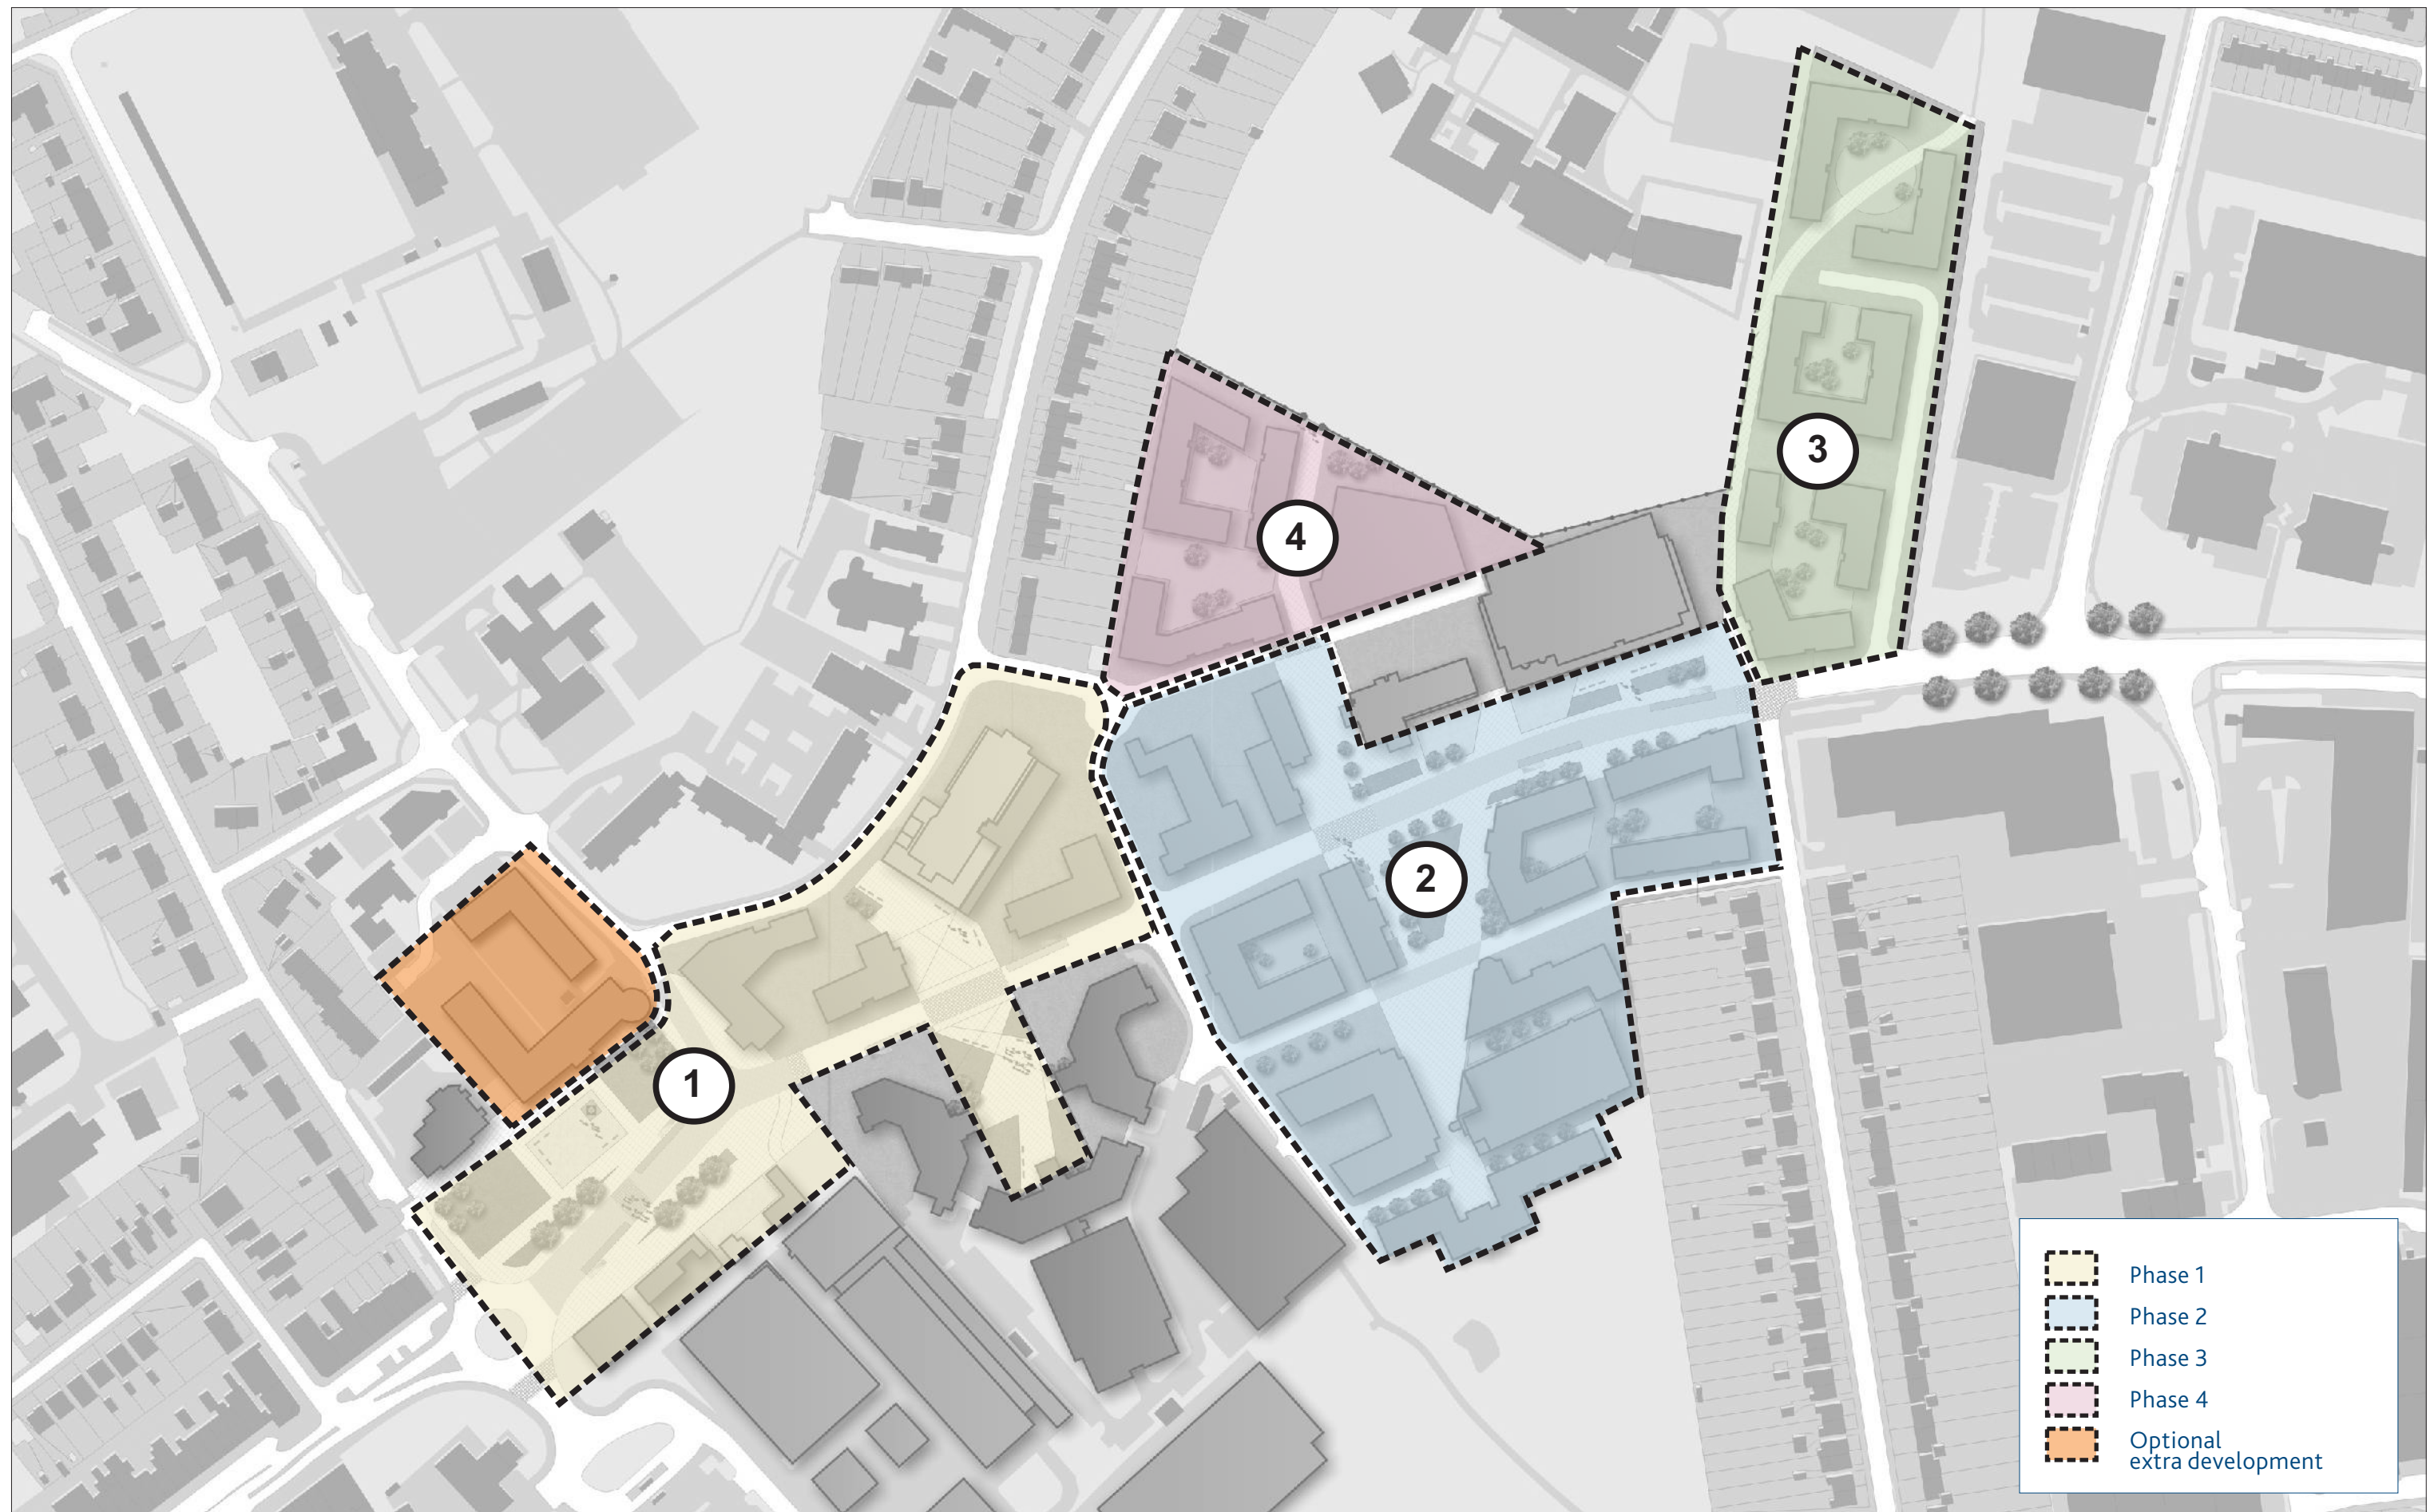 3
4
2
1
Phase 1
Phase 2
Phase 3
Phase 4
Optional
extra development